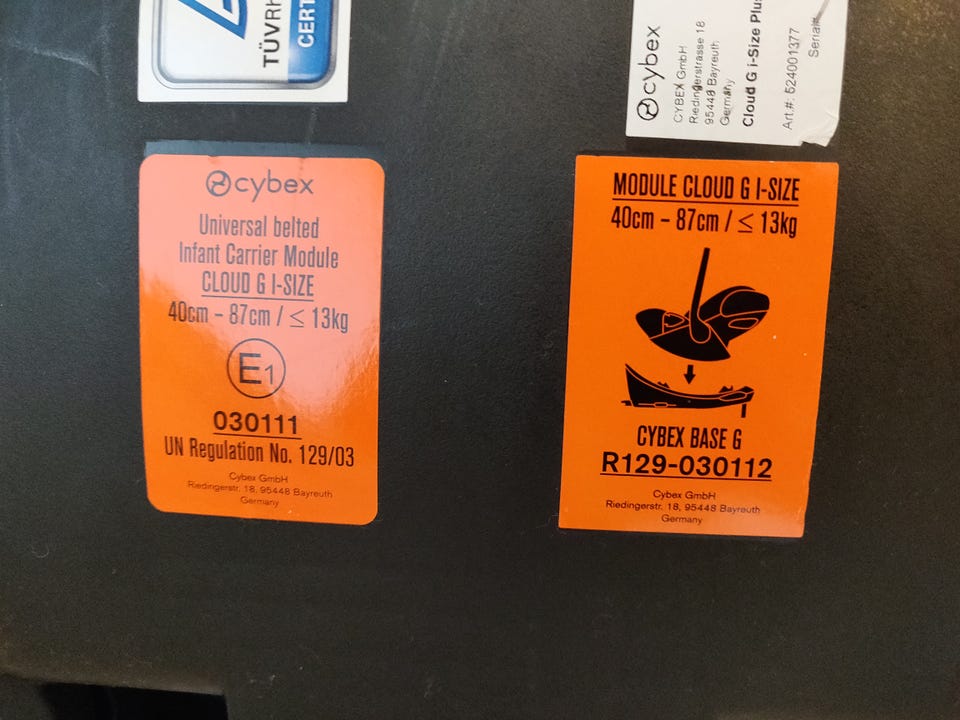 TÜVRH
CERT
cybex
CYBEX GmbH
Riedingerstrasse 18
95448 Bayreuth
Germany
Cloud G i-Size Plus
Art.#: 524001377
Serial#
cybex
Universal belted
Infant Carrier Module
CLOUD G I-SIZE
40cm – 87cm / ≤ 13kg
E1
030111
UN Regulation No. 129/03
Cybex GmbH
Riedingerstr. 18, 95448 Bayreuth
Germany
MODULE CLOUD G I-SIZE
40cm – 87cm / ≤ 13kg
CYBEX BASE G
R129-030112
Cybex GmbH
Riedingerstr. 18, 95448 Bayreuth
Germany